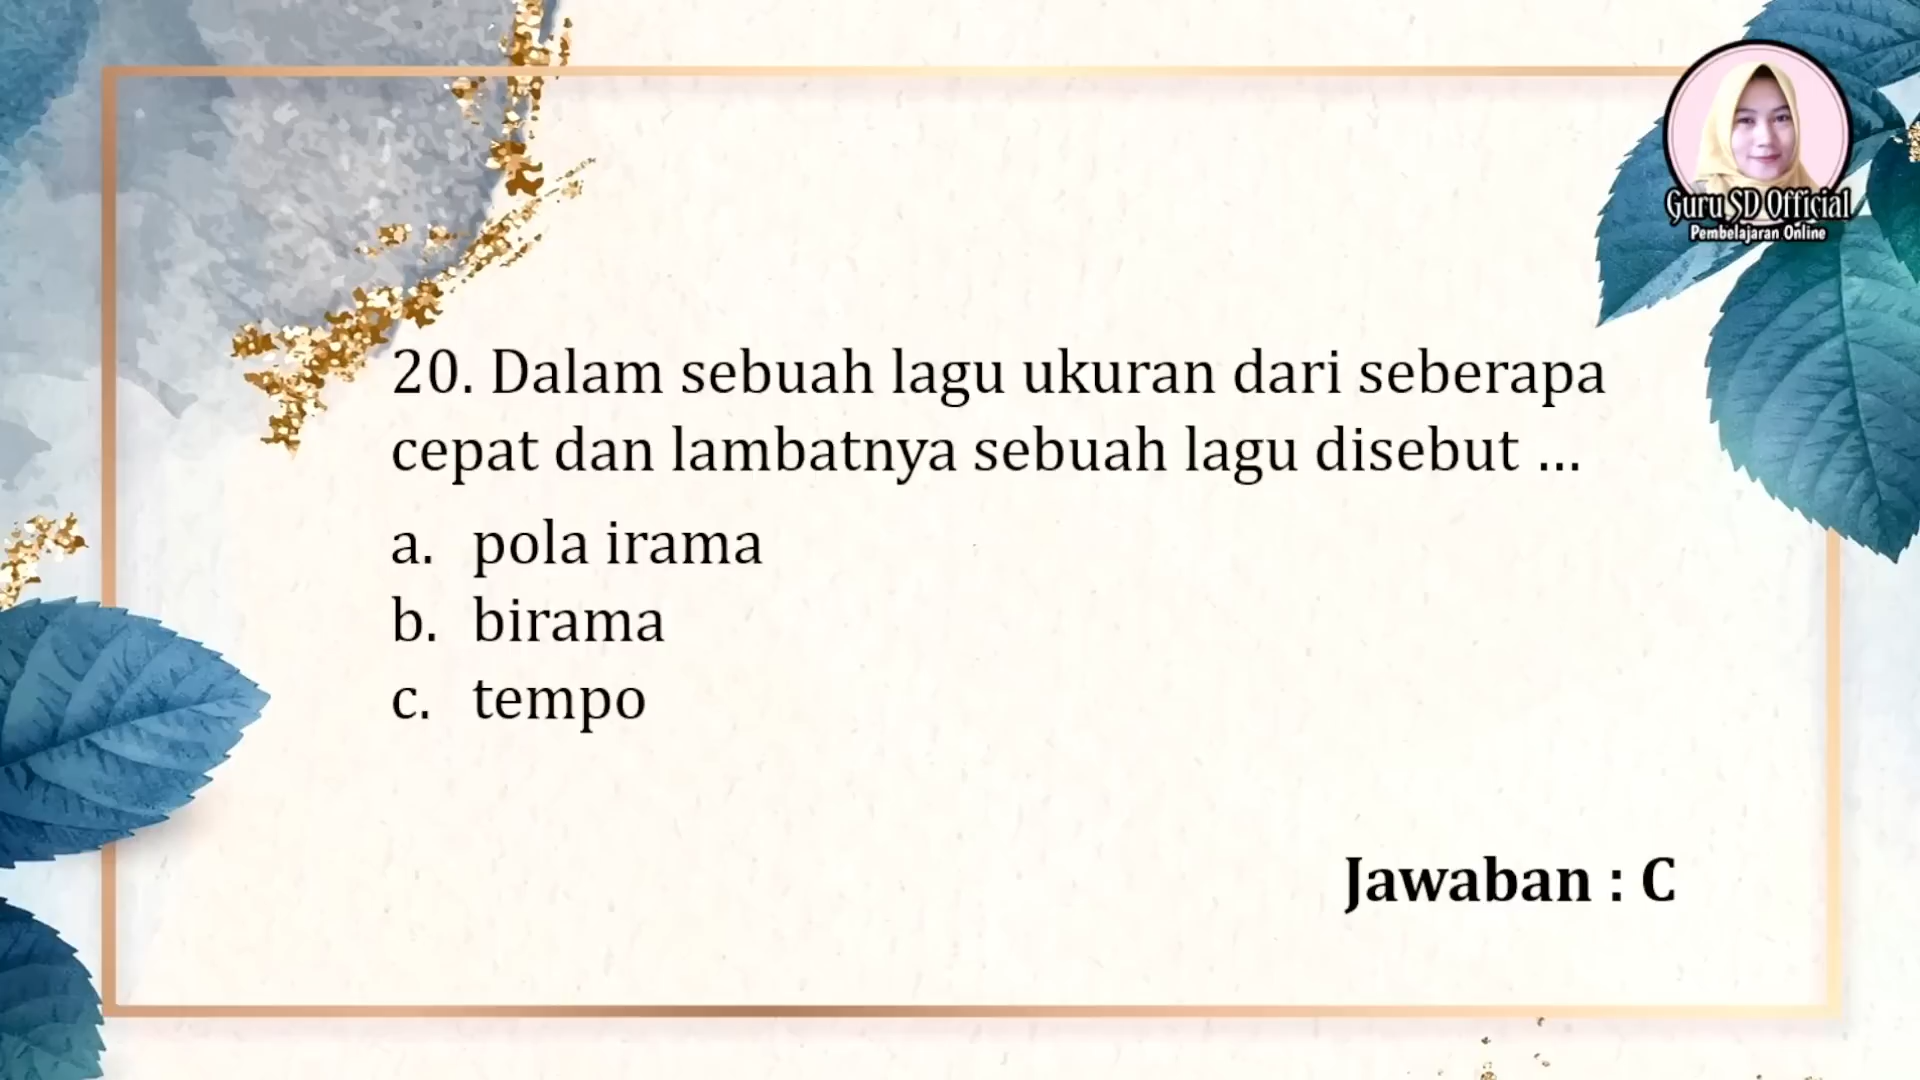 Guru SD Official
Pembelajaran Online
20. Dalam sebuah lagu ukuran dari seberapa
cepat dan lambatnya sebuah lagu disebut ...
a. pola irama
b. birama
c. tempo
Jawaban : C